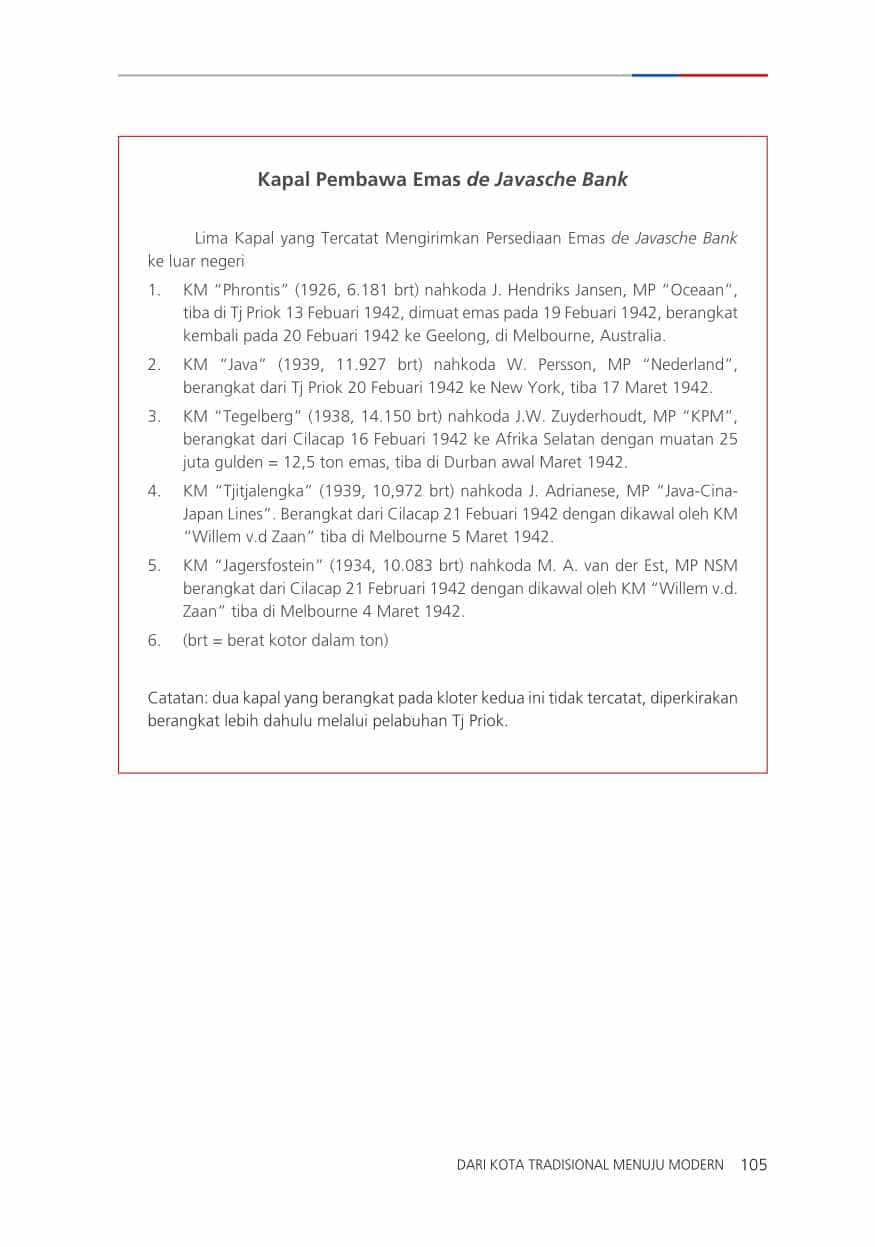 Kapal Pembawa Emas de Javasche Bank
Lima Kapal yang Tercatat Mengirimkan Persediaan Emas de Javasche Bank
ke luar negeri
1. KM “Phrontis” (1926, 6.181 brt) nahkoda J. Hendriks Jansen, MP “Oceaan”,
tiba di Tj Priok 13 Febuari 1942, dimuat emas pada 19 Febuari 1942, berangkat
kembali pada 20 Febuari 1942 ke Geelong, di Melbourne, Australia.
2. KM “Java” (1939, 11.927 brt) nahkoda W. Persson, MP “Nederland”,
berangkat dari Tj Priok 20 Febuari 1942 ke New York, tiba 17 Maret 1942.
3. KM “Tegelberg” (1938, 14.150 brt) nahkoda J.W. Zuyderhoudt, MP “KPM”,
berangkat dari Cilacap 16 Febuari 1942 ke Afrika Selatan dengan muatan 25
juta gulden = 12,5 ton emas, tiba di Durban awal Maret 1942.
4. KM “Tjitjalengka” (1939, 10,972 brt) nahkoda J. Adrianese, MP “Java-Cina-
Japan Lines”. Berangkat dari Cilacap 21 Febuari 1942 dengan dikawal oleh KM
“Willem v.d Zaan” tiba di Melbourne 5 Maret 1942.
5. KM “Jagersfostein” (1934, 10.083 brt) nahkoda M. A. van der Est, MP NSM
berangkat dari Cilacap 21 Februari 1942 dengan dikawal oleh KM “Willem v.d.
Zaan” tiba di Melbourne 4 Maret 1942.
6. (brt = berat kotor dalam ton)
Catatan: dua kapal yang berangkat pada kloter kedua ini tidak tercatat, diperkirakan
berangkat lebih dahulu melalui pelabuhan Tj Priok.
DARI KOTA TRADISIONAL MENUJU MODERN 105